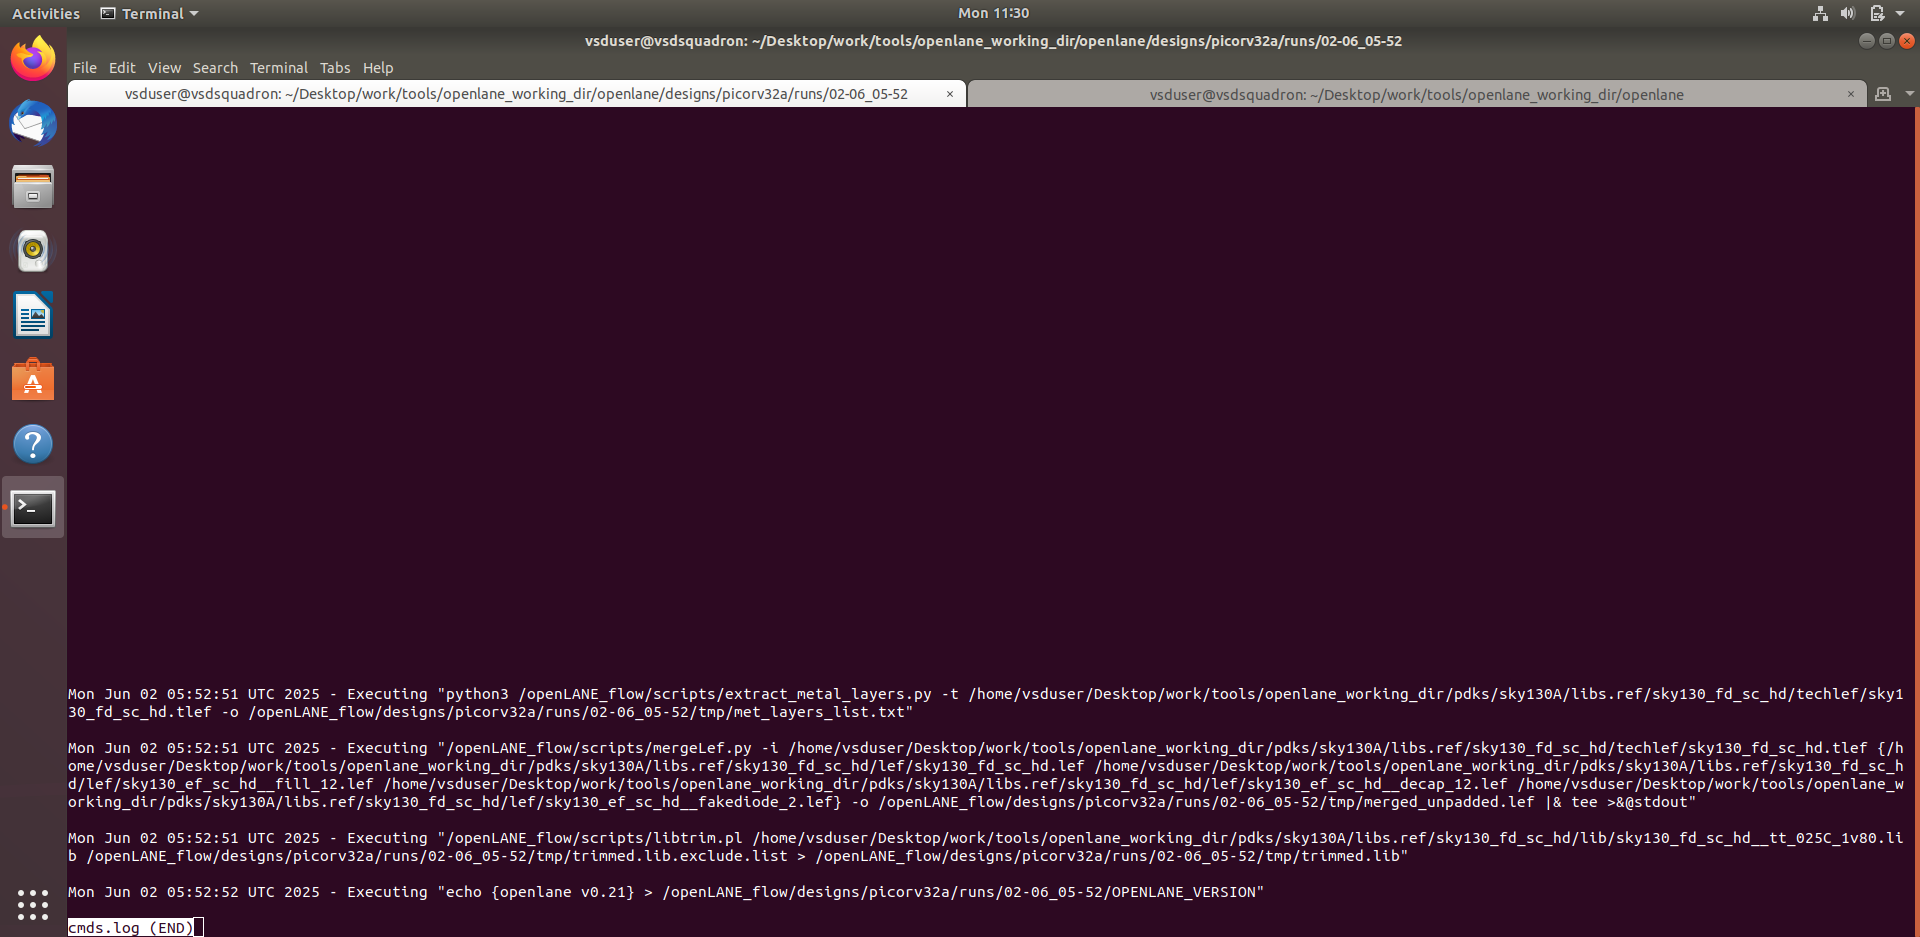 Activities Terminal Mon 11:30
vsduser@vsdsquadron: ~/Desktop/work/tools/openlane_working_dir/openlane/designs/picorv32a/runs/02-06_05-52
File Edit View Search Terminal Tabs Help
vsduser@vsdsquadron: ~/Desktop/work/tools/openlane_working_dir/openlane/designs/picorv32a/runs/02-06_05-52 × vsduser@vsdsquadron: ~/Desktop/work/tools/openlane_working_dir/openlane ×
Mon Jun 02 05:52:51 UTC 2025 - Executing "python3 /openLANE_flow/scripts/extract_metal_layers.py -t /home/vsduser/Desktop/work/tools/openlane_working_dir/pdks/sky130A/libs.ref/sky130_fd_sc_hd/techlef/sky1
30_fd_sc_hd.tlef -o /openLANE_flow/designs/picorv32a/runs/02-06_05-52/tmp/met_layers_list.txt"
Mon Jun 02 05:52:51 UTC 2025 - Executing "/openLANE_flow/scripts/mergeLef.py -i /home/vsduser/Desktop/work/tools/openlane_working_dir/pdks/sky130A/libs.ref/sky130_fd_sc_hd/techlef/sky130_fd_sc_hd.tlef {/h
ome/vsduser/Desktop/work/tools/openlane_working_dir/pdks/sky130A/libs.ref/sky130_fd_sc_hd/lef/sky130_fd_sc_hd.lef /home/vsduser/Desktop/work/tools/openlane_working_dir/pdks/sky130A/libs.ref/sky130_fd_sc_h
d/lef/sky130_ef_sc_hd__fill_12.lef /home/vsduser/Desktop/work/tools/openlane_working_dir/pdks/sky130A/libs.ref/sky130_fd_sc_hd/lef/sky130_ef_sc_hd__decap_12.lef /home/vsduser/Desktop/work/tools/openlane_w
orking_dir/pdks/sky130A/libs.ref/sky130_fd_sc_hd/lef/sky130_ef_sc_hd__fakediode_2.lef} -o /openLANE_flow/designs/picorv32a/runs/02-06_05-52/tmp/merged_unpadded.lef |& tee >&@stdout"
Mon Jun 02 05:52:51 UTC 2025 - Executing "/openLANE_flow/scripts/libtrim.pl /home/vsduser/Desktop/work/tools/openlane_working_dir/pdks/sky130A/libs.ref/sky130_fd_sc_hd/lib/sky130_fd_sc_hd__tt_025C_1v80.li
b /openLANE_flow/designs/picorv32a/runs/02-06_05-52/tmp/trimmed.lib.exclude.list > /openLANE_flow/designs/picorv32a/runs/02-06_05-52/tmp/trimmed.lib"
Mon Jun 02 05:52:52 UTC 2025 - Executing "echo {openlane v0.21} > /openLANE_flow/designs/picorv32a/runs/02-06_05-52/OPENLANE_VERSION"
cmds.log (END)